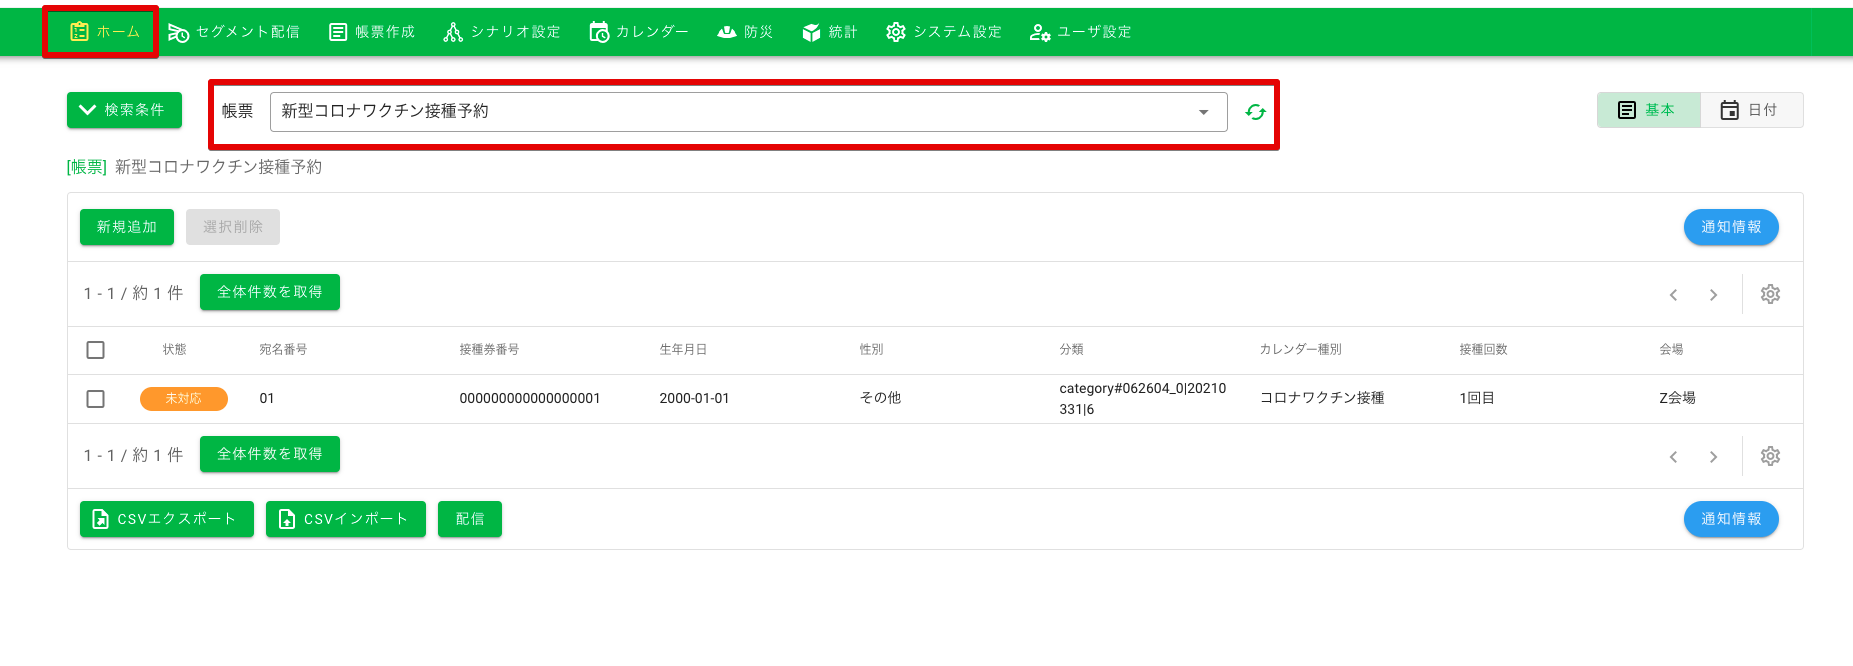 ホーム セグメント配信 帳票作成 シナリオ設定 カレンダー 防災 統計 システム設定 ユーザ設定
検索条件 帳票 新型コロナワクチン接種予約 基本 日付
[帳票] 新型コロナワクチン接種予約
新規追加 選択削除 通知情報
1 - 1 / 約 1 件 全体件数を取得
状態 宛名番号 接種券番号 生年月日 性別 分類 カレンダー種別 接種回数 会場
未対応 01 000000000000000001 2000-01-01 その他 category#062604_0|20210331|6 コロナワクチン接種 1回目 Z会場
1 - 1 / 約 1 件 全体件数を取得
CSVエクスポート CSVインポート 配信 通知情報